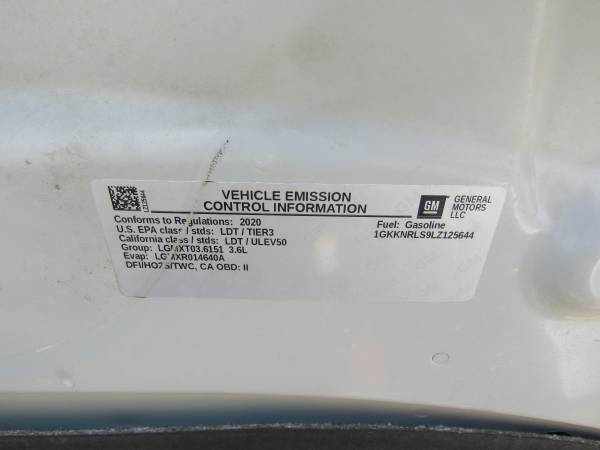 VEHICLE EMISSION
CONTROL INFORMATION
Conforms to Regulations: 2020
U.S. EPA class / stds: LDT / TIER3
California class / stds: LDT / ULEV50
Group: LGMXT03.6151 3.6L
Evap: LGMXR014640A
DFI/HO2S/TWC, CA OBD: II
GM
GENERAL
MOTORS
LLC
Fuel: Gasoline
1GKKNRLS9LZ125644
LZ125644